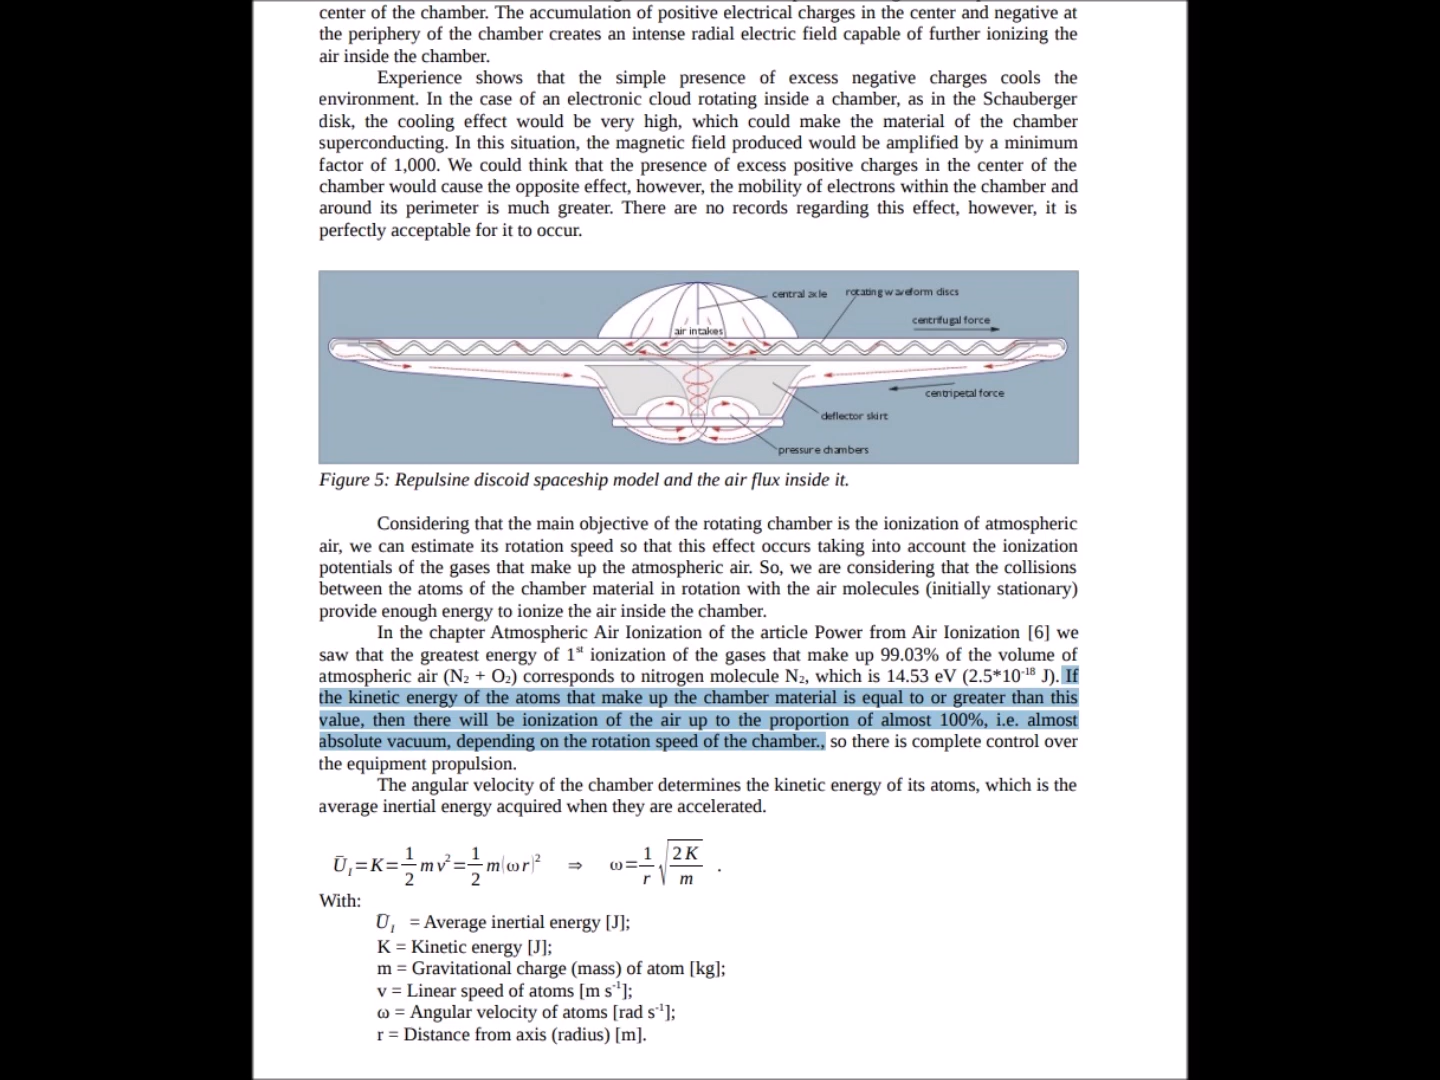 center of the chamber. The accumulation of positive electrical charges in the center and negative at
the periphery of the chamber creates an intense radial electric field capable of further ionizing the
air inside the chamber.
Experience shows that the simple presence of excess negative charges cools the
environment. In the case of an electronic cloud rotating inside a chamber, as in the Schauberger
disk, the cooling effect would be very high, which could make the material of the chamber
superconducting. In this situation, the magnetic field produced would be amplified by a minimum
factor of 1,000. We could think that the presence of excess positive charges in the center of the
chamber would cause the opposite effect, however, the mobility of electrons within the chamber and
around its perimeter is much greater. There are no records regarding this effect, however, it is
perfectly acceptable for it to occur.
central axle
rotating waveform discs
centrifugal force
air intakes
centripetal force
deflector skirt
pressure chambers
Figure 5: Repulsine discoid spaceship model and the air flux inside it.
Considering that the main objective of the rotating chamber is the ionization of atmospheric
air, we can estimate its rotation speed so that this effect occurs taking into account the ionization
potentials of the gases that make up the atmospheric air. So, we are considering that the collisions
between the atoms of the chamber material in rotation with the air molecules (initially stationary)
provide enough energy to ionize the air inside the chamber.
In the chapter Atmospheric Air Ionization of the article Power from Air Ionization [6] we
saw that the greatest energy of 1st ionization of the gases that make up 99.03% of the volume of
atmospheric air (N₂ + O₂) corresponds to nitrogen molecule N₂, which is 14.53 eV (2.5*10⁻¹⁸ J). If
the kinetic energy of the atoms that make up the chamber material is equal to or greater than this
value, then there will be ionization of the air up to the proportion of almost 100%, i.e. almost
absolute vacuum, depending on the rotation speed of the chamber., so there is complete control over
the equipment propulsion.
The angular velocity of the chamber determines the kinetic energy of its atoms, which is the
average inertial energy acquired when they are accelerated.
Ū_I=K=1/2 mv²=1/2 m(ωr)² ⇒ ω=1/r √(2K/m) .
With:
Ū_I = Average inertial energy [J];
K = Kinetic energy [J];
m = Gravitational charge (mass) of atom [kg];
v = Linear speed of atoms [m s⁻¹];
ω = Angular velocity of atoms [rad s⁻¹];
r = Distance from axis (radius) [m].